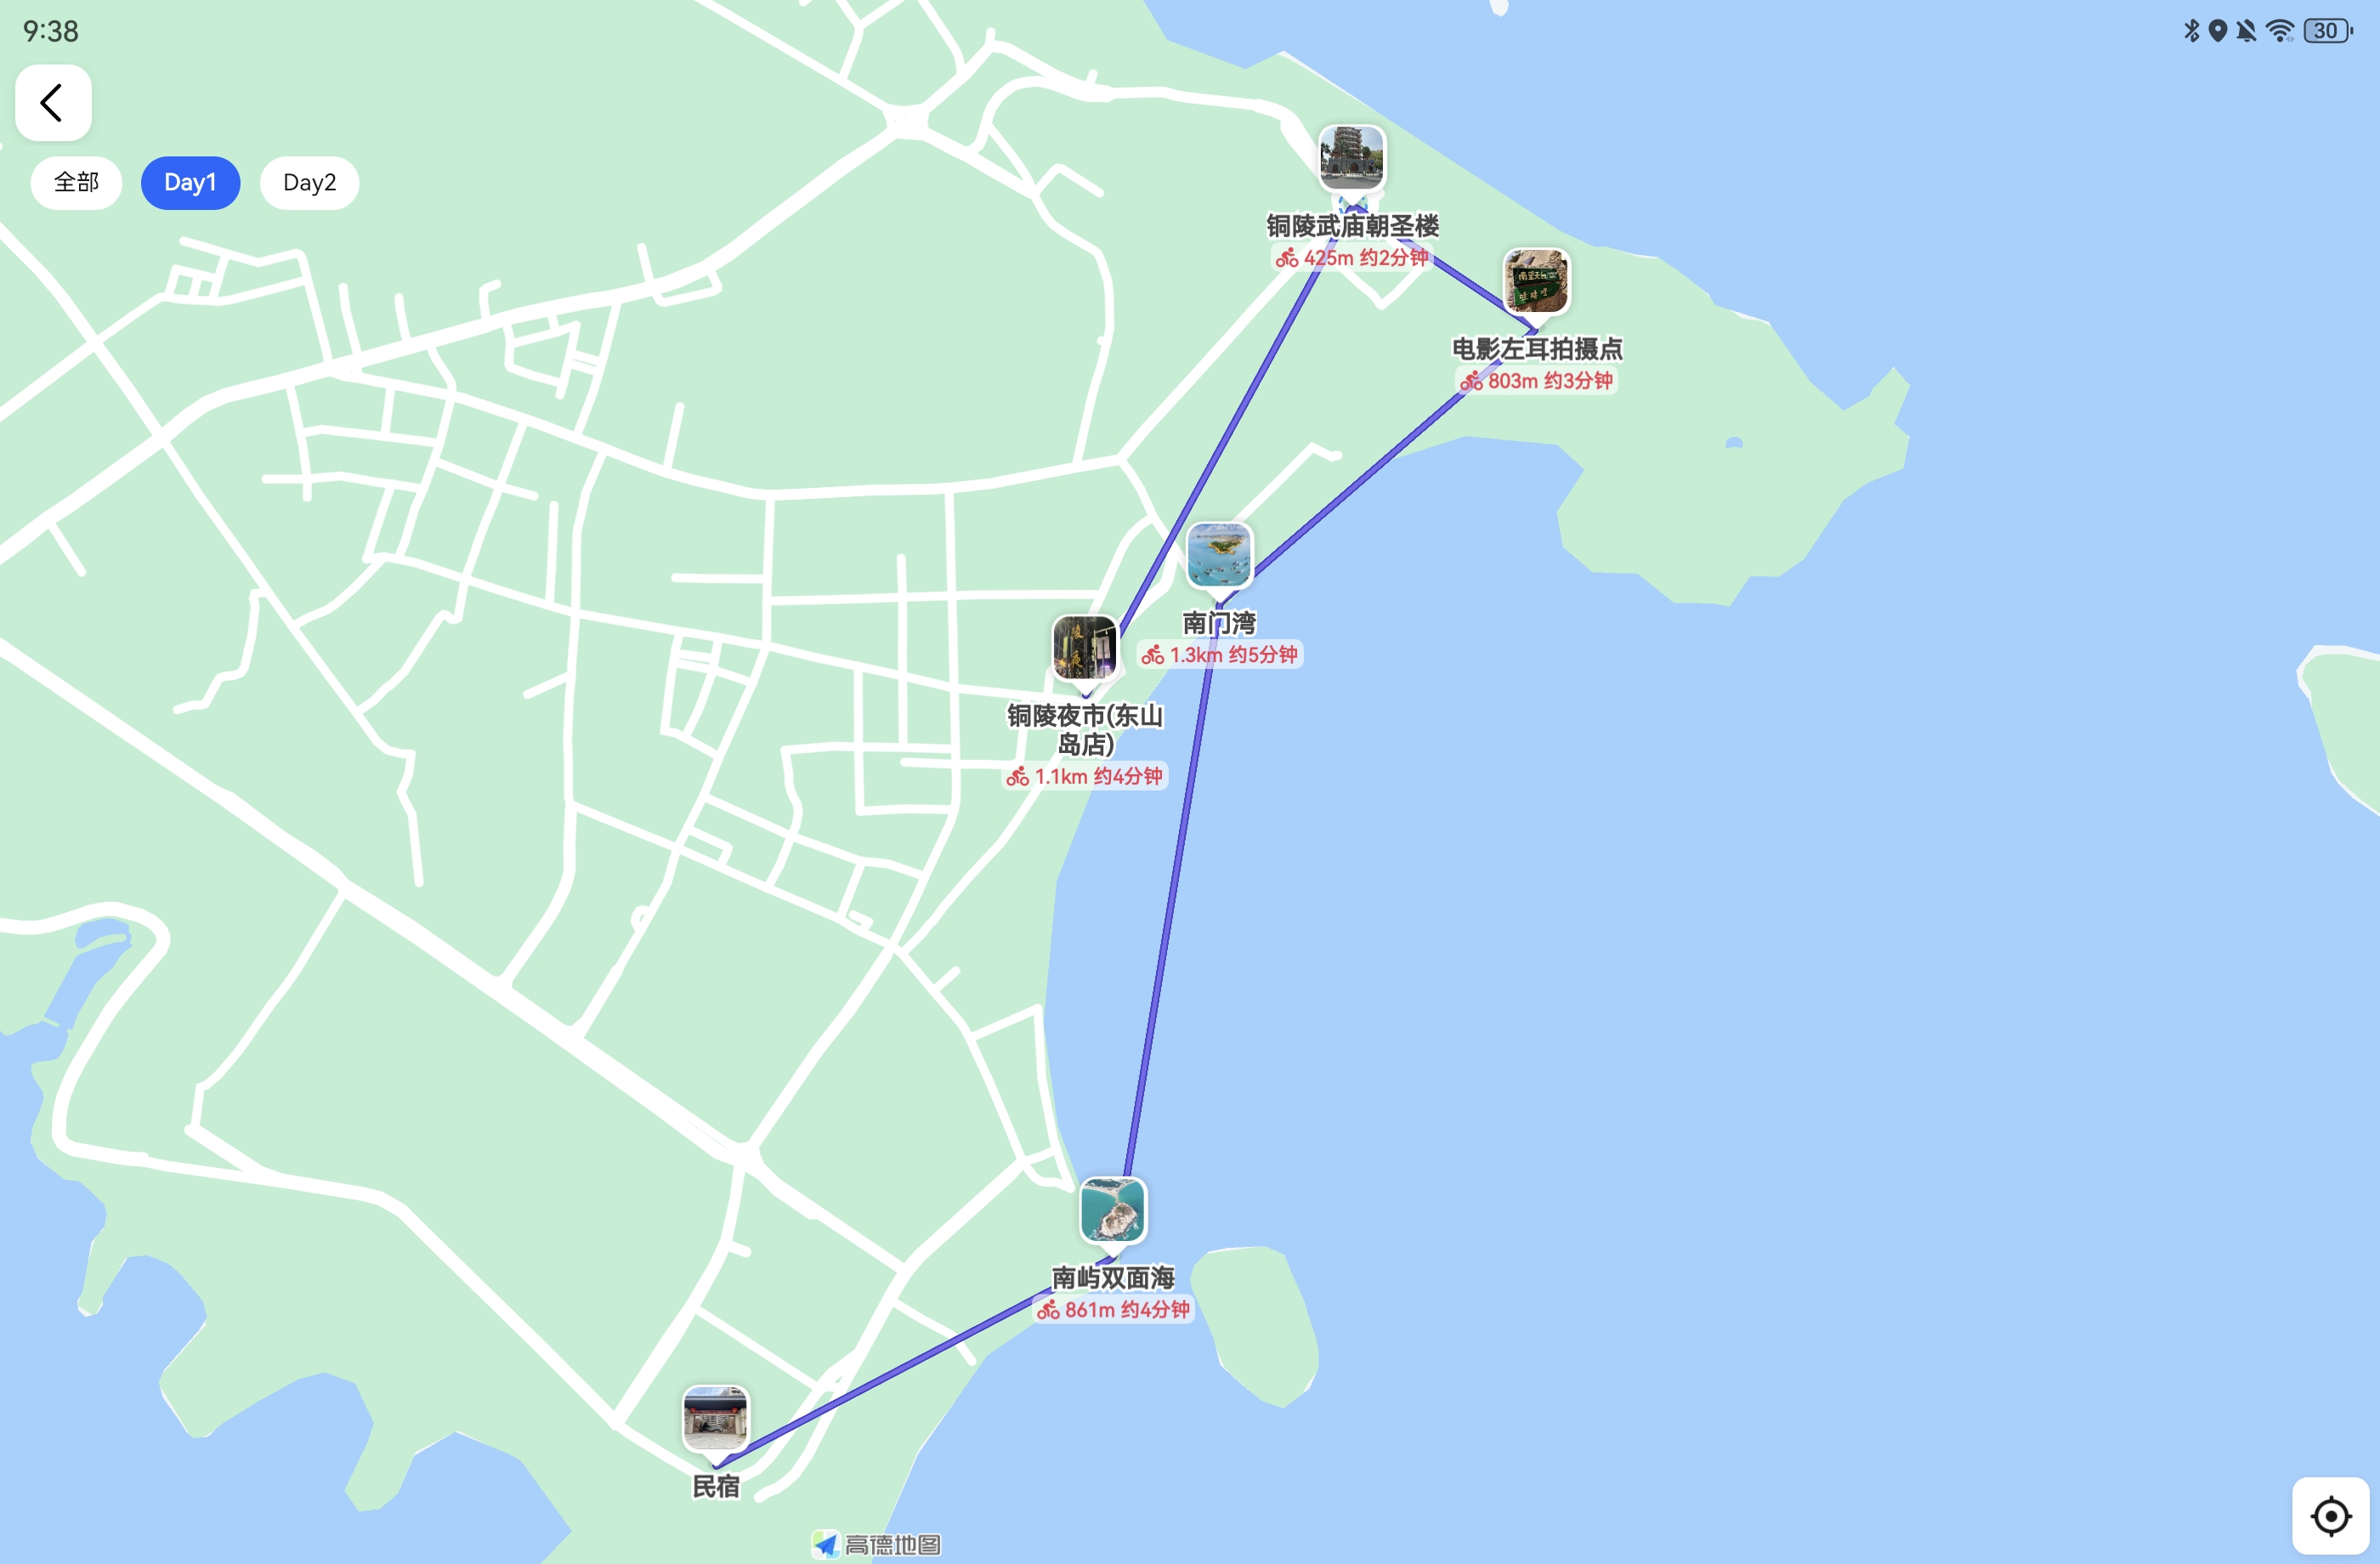 9:38
30
全部
Day1
Day2
铜陵武庙朝圣楼
425m 约2分钟
电影左耳拍摄点
803m 约3分钟
南门湾
1.3km 约5分钟
铜陵夜市(东山
岛店)
1.1km 约4分钟
南屿双面海
861m 约4分钟
民宿
高德地图